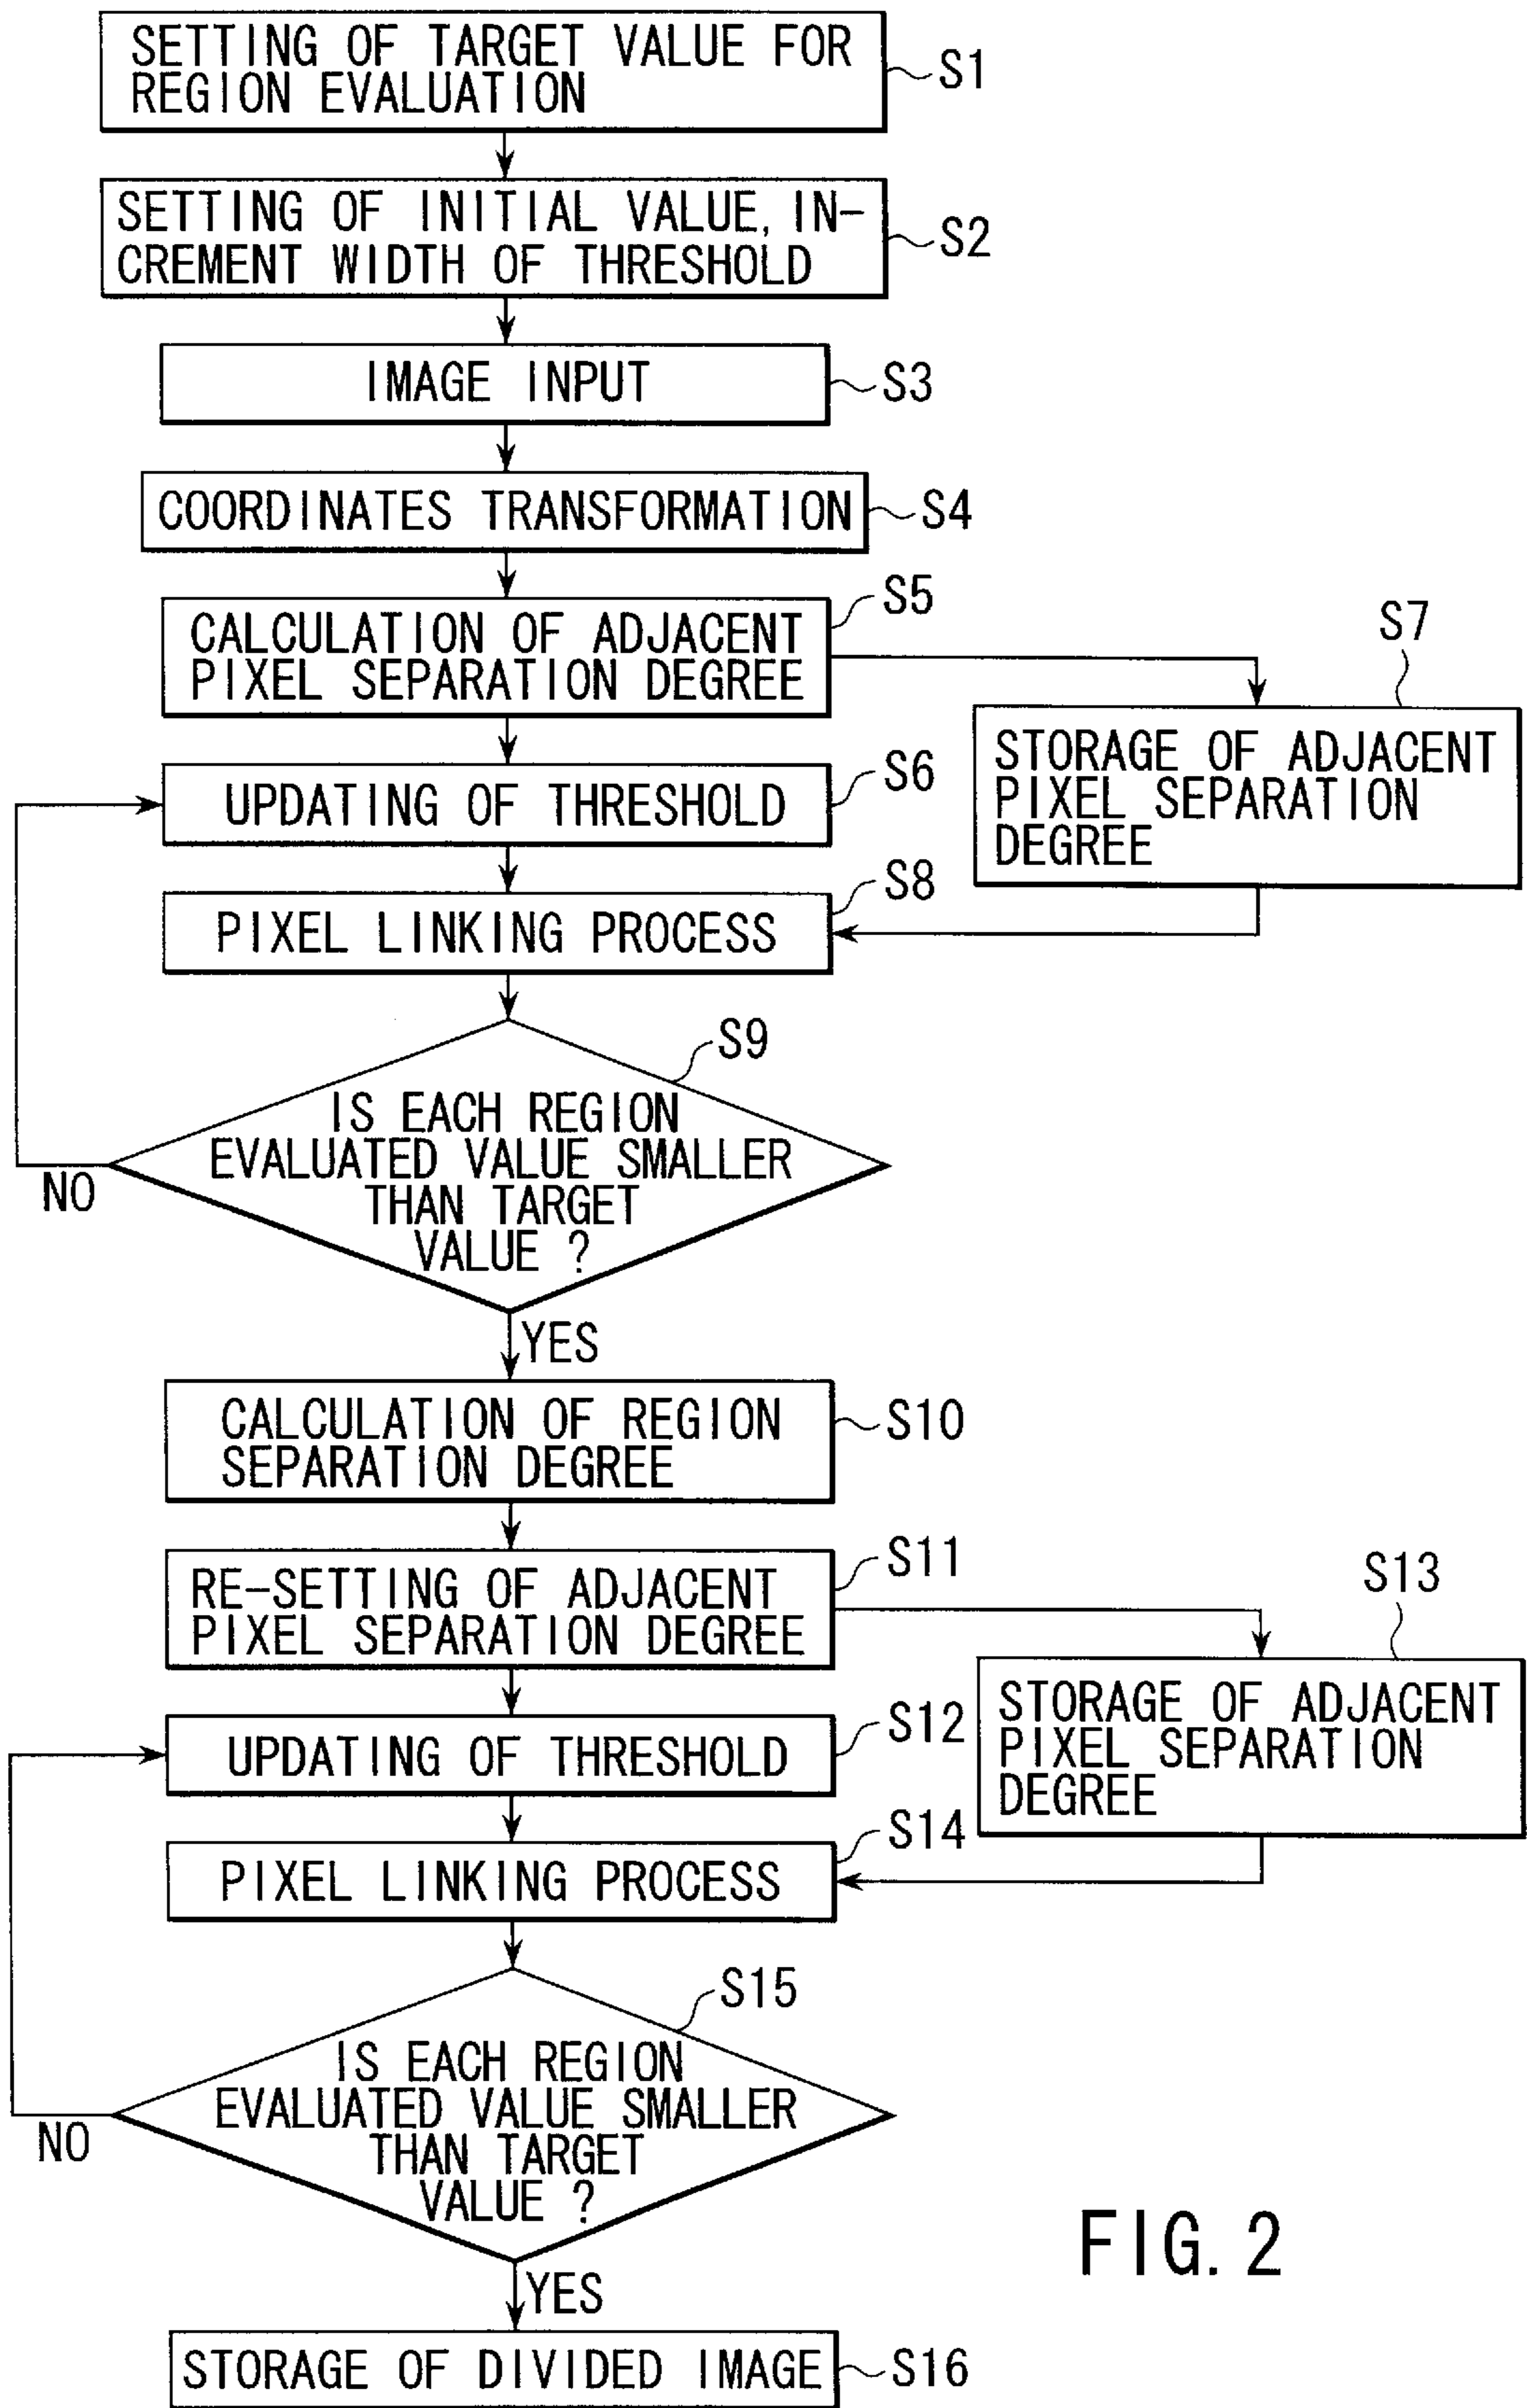 SETTING OF TARGET VALUE FOR
REGION EVALUATION
S1
SETTING OF INITIAL VALUE, IN-
CREMENT WIDTH OF THRESHOLD
S2
IMAGE INPUT
S3
COORDINATES TRANSFORMATION
S4
CALCULATION OF ADJACENT
PIXEL SEPARATION DEGREE
S5
UPDATING OF THRESHOLD
S6
S7
STORAGE OF ADJACENT
PIXEL SEPARATION
DEGREE
PIXEL LINKING PROCESS
S8
S9
IS EACH REGION
EVALUATED VALUE SMALLER
THAN TARGET
VALUE ?
NO
YES
CALCULATION OF REGION
SEPARATION DEGREE
S10
RE-SETTING OF ADJACENT
PIXEL SEPARATION DEGREE
S11
UPDATING OF THRESHOLD
S12
S13
STORAGE OF ADJACENT
PIXEL SEPARATION
DEGREE
PIXEL LINKING PROCESS
S14
S15
IS EACH REGION
EVALUATED VALUE SMALLER
THAN TARGET
VALUE ?
NO
YES
STORAGE OF DIVIDED IMAGE
S16
FIG. 2